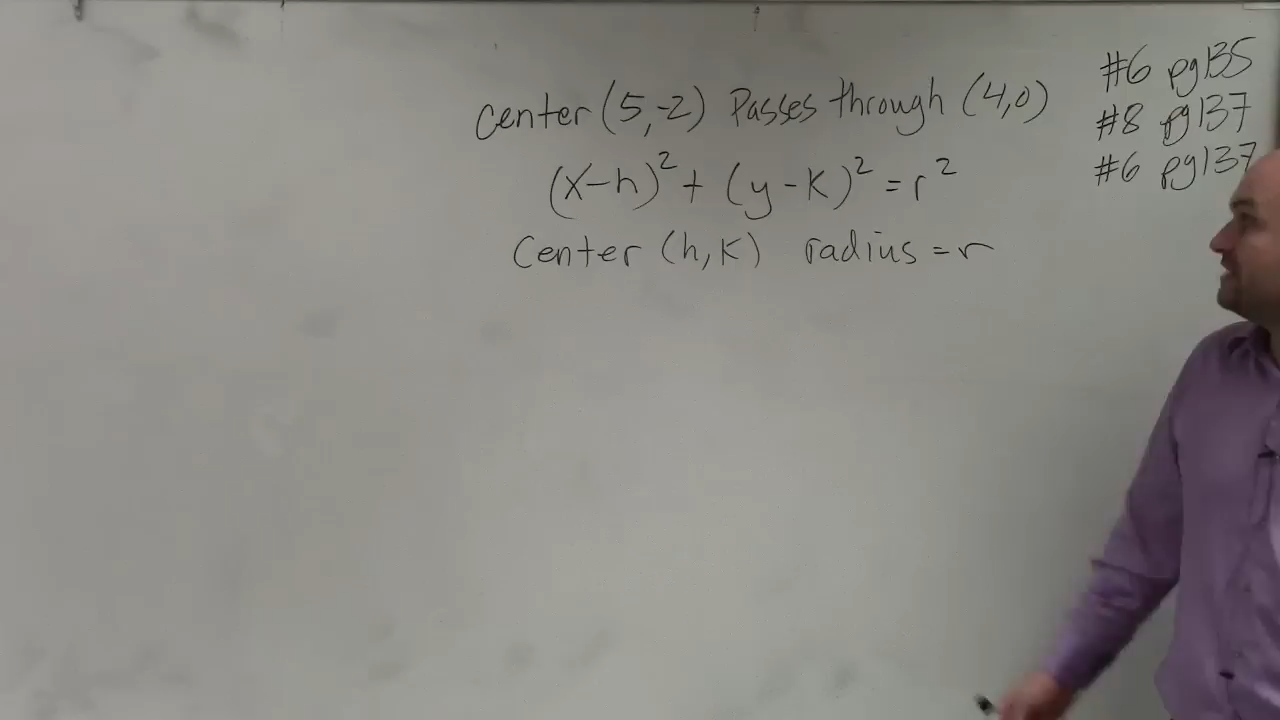 center (5,-2) Passes through (4,0)
(x-h)² + (y-k)² = r²
Center (h,k) radius = r
#6 pg135
#8 pg137
#6 pg137